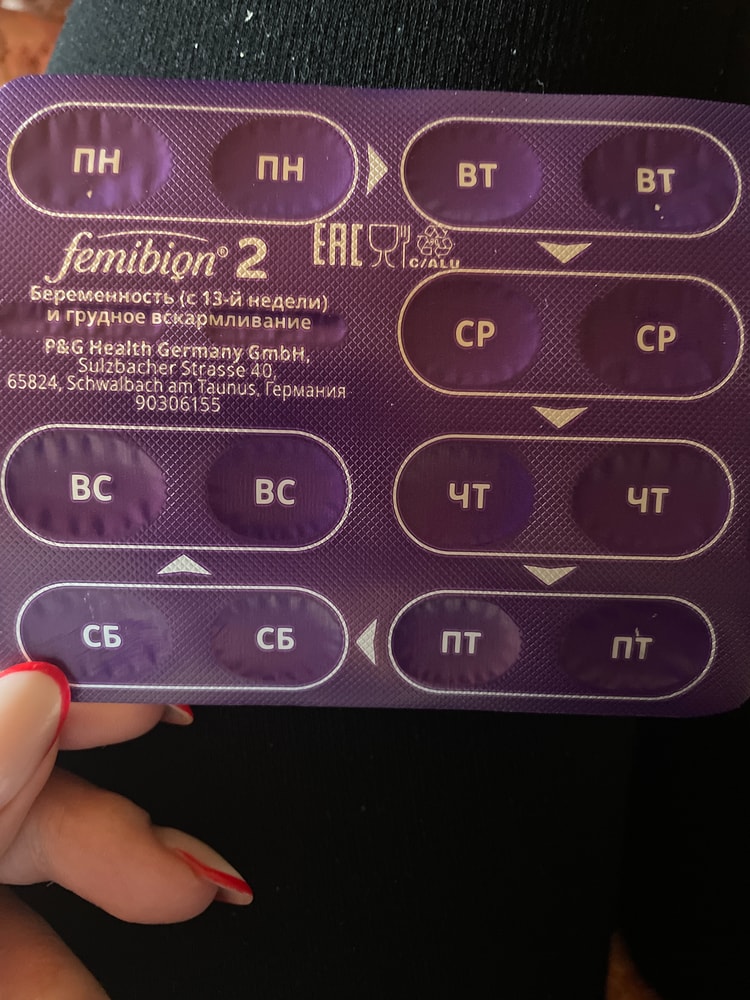 ПН ПН ВТ ВТ
femibion® 2
EAC
C/ALU
Беременность (с 13-й недели)
и грудное вскармливание
P&G Health Germany GmbH,
Sulzbacher Strasse 40,
65824, Schwalbach am Taunus, Германия
90306155
СР СР
ВС ВС ЧТ ЧТ
СБ СБ ПТ ПТ